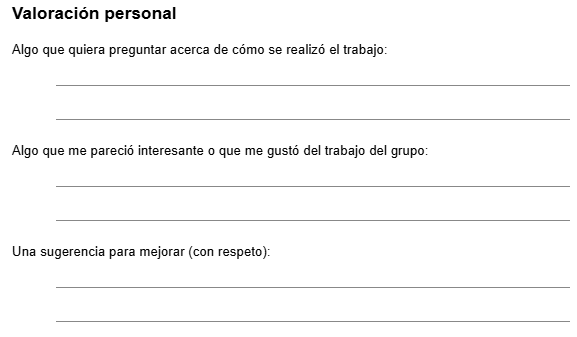 Valoración personal
Algo que quiera preguntar acerca de cómo se realizó el trabajo:
Algo que me pareció interesante o que me gustó del trabajo del grupo:
Una sugerencia para mejorar (con respeto):